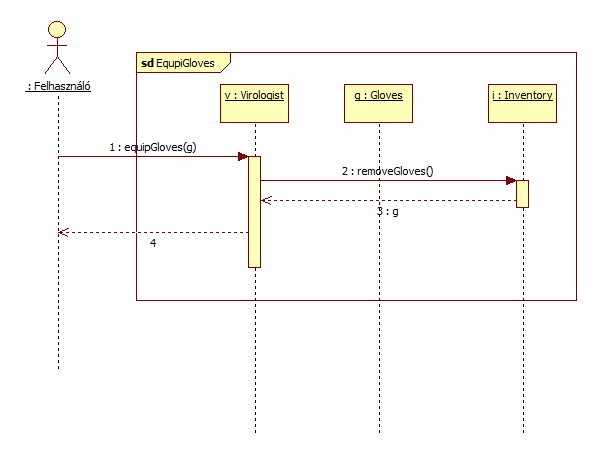 sd EqupiGloves
: Felhasználó
v : Virologist
g : Gloves
i : Inventory
1 : equipGloves(g)
2 : removeGloves()
3 : g
4